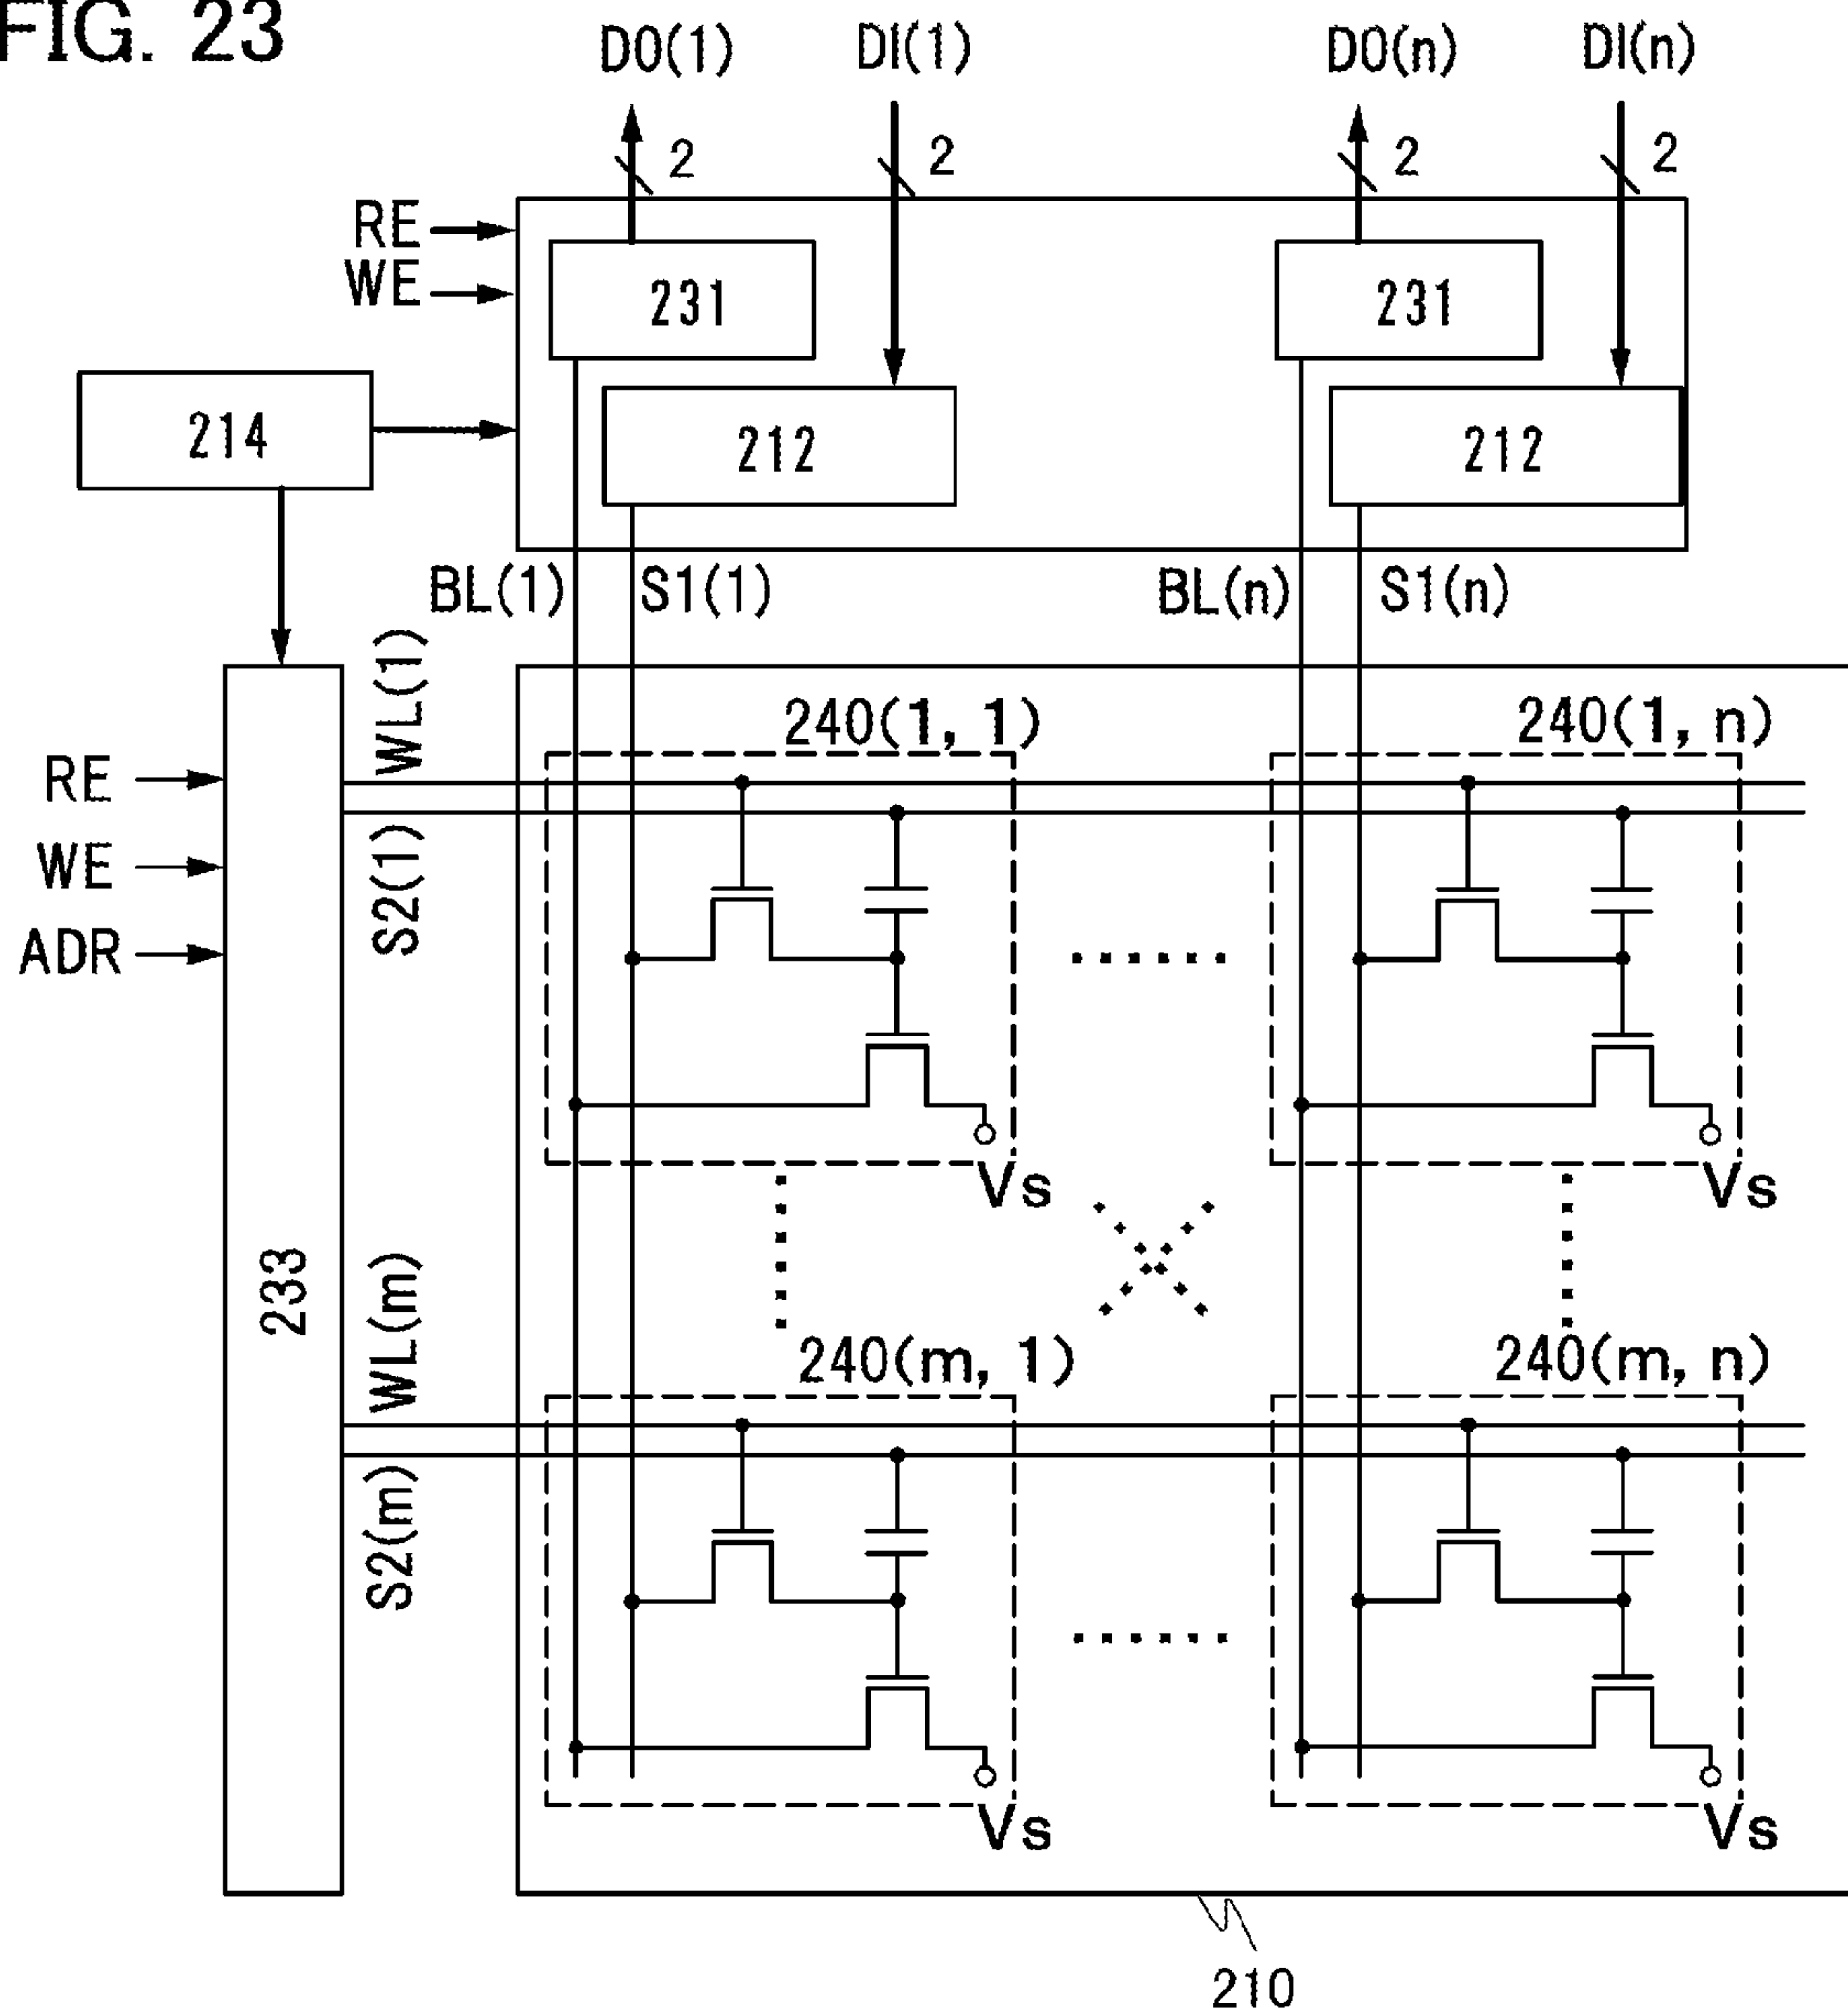 FIG. 23
DO(1) DI(1) DO(n) DI(n)
2 2 2 2
RE
WE
231 231
214
212 212
BL(1) S1(1) BL(n) S1(n)
WL(1)
240(1, 1) 240(1, n)
RE
WE
ADR
S2(1)
Vs Vs
233
WL(m)
240(m, 1) 240(m, n)
S2(m)
Vs Vs
210